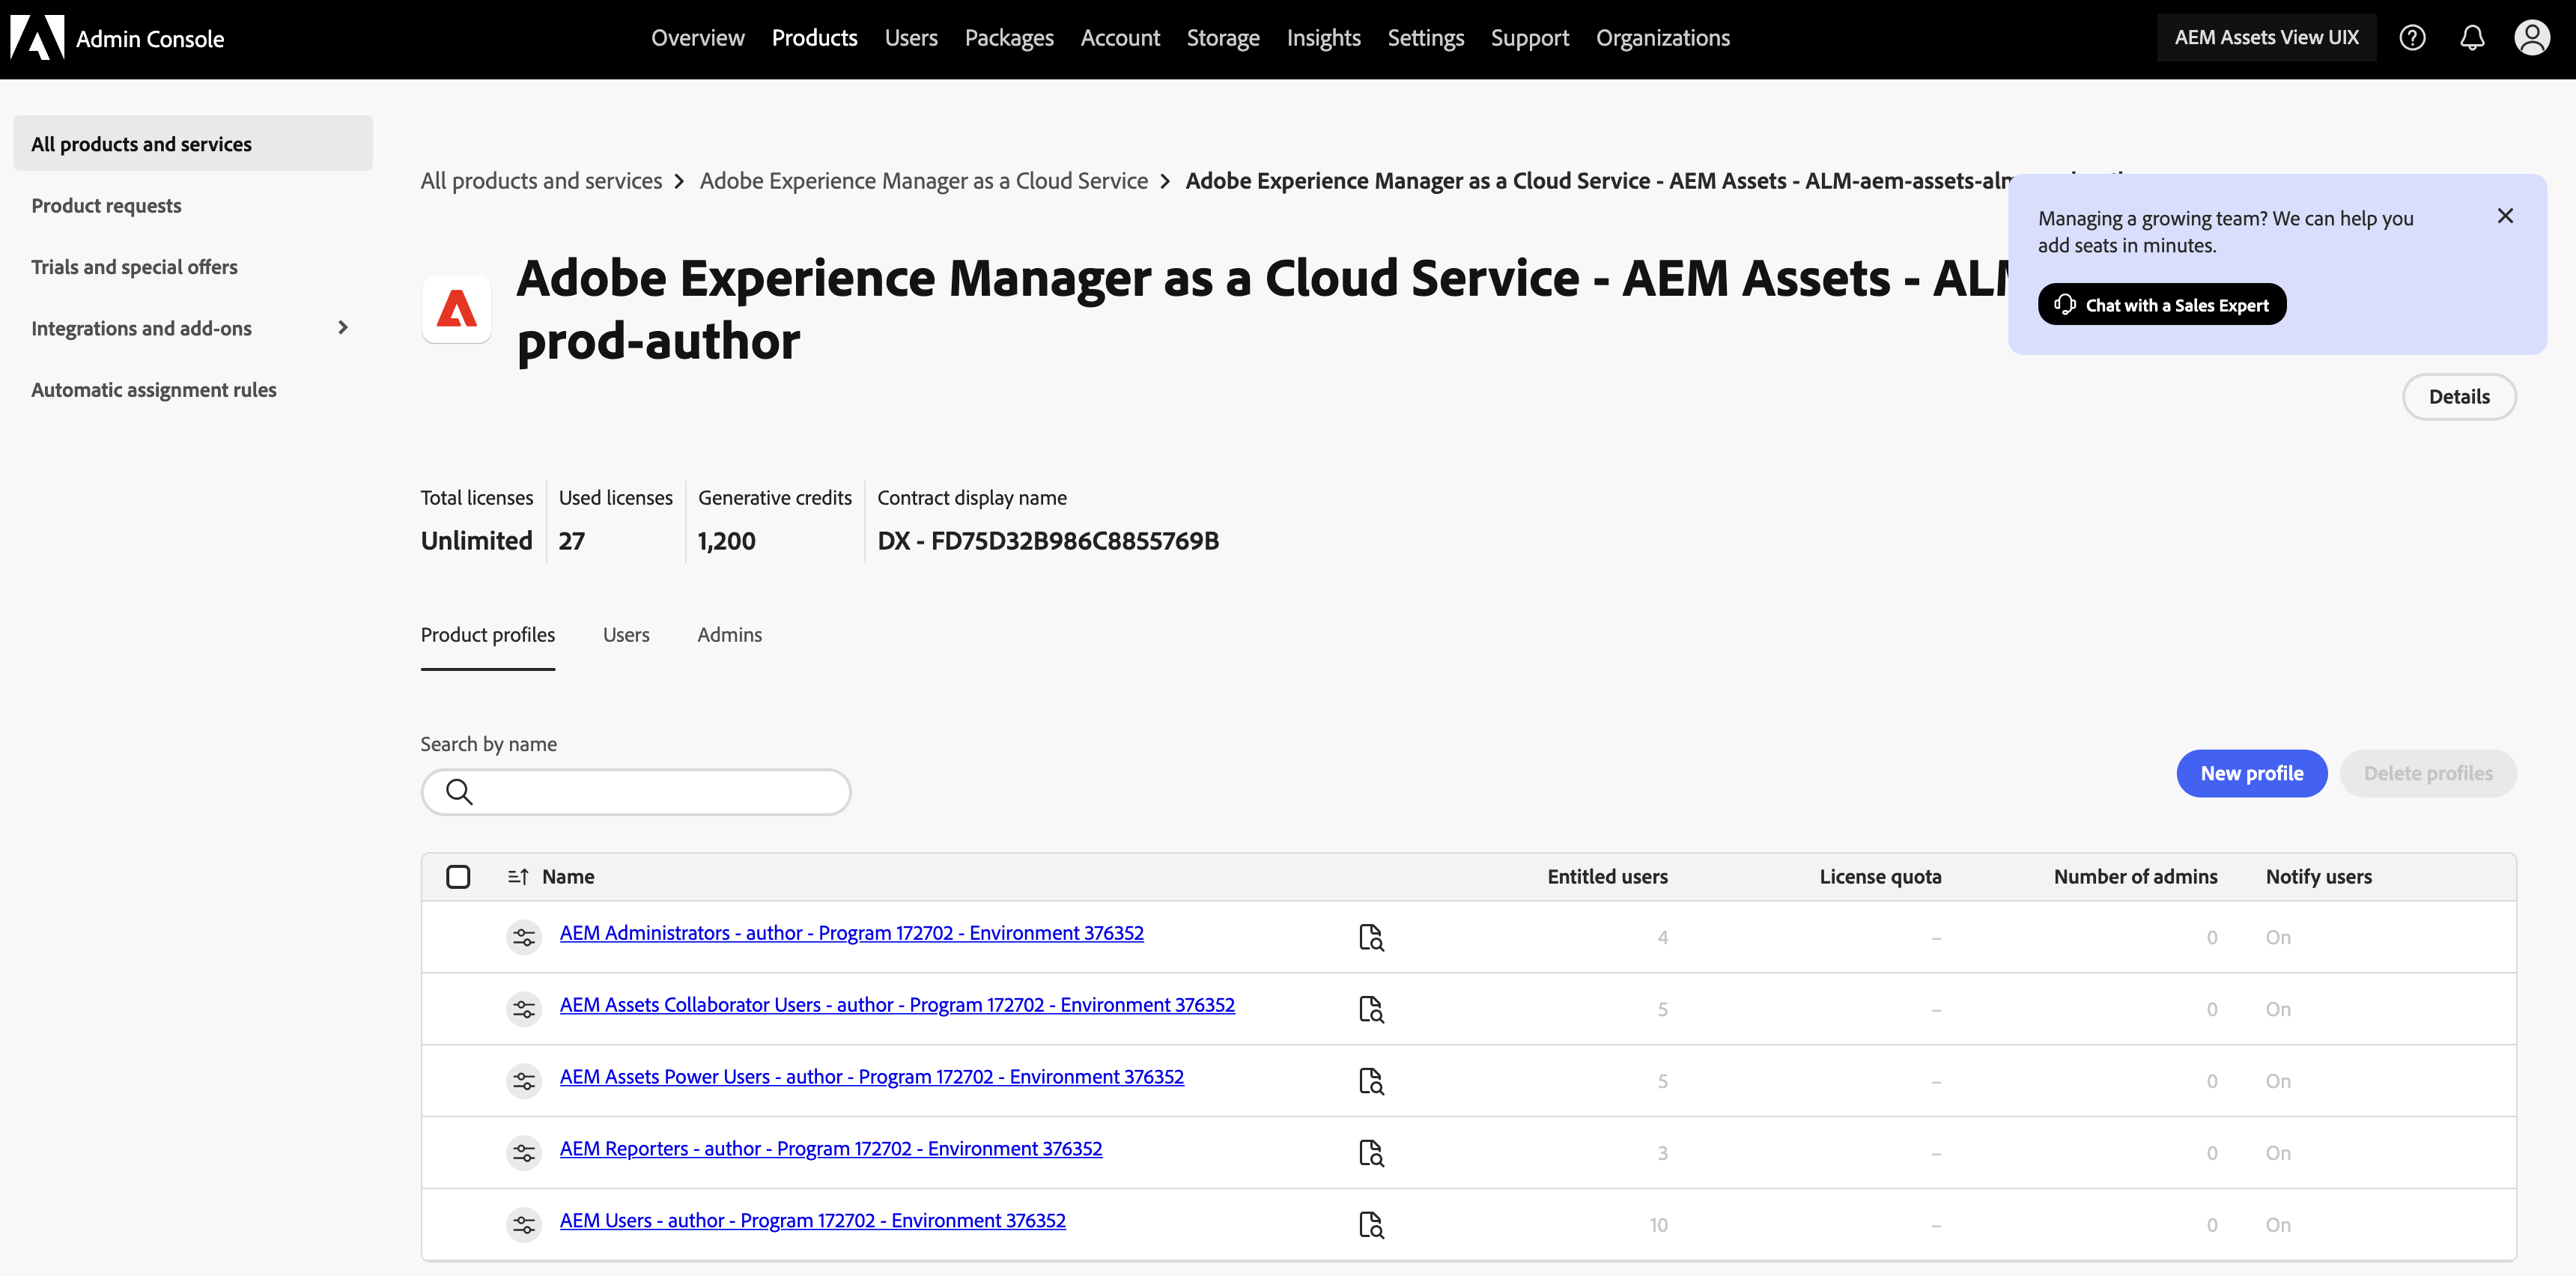 Admin Console
Overview Products Users Packages Account Storage Insights Settings Support Organizations
AEM Assets View UIX
All products and services
Product requests
Trials and special offers
Integrations and add-ons
Automatic assignment rules
All products and services > Adobe Experience Manager as a Cloud Service > Adobe Experience Manager as a Cloud Service - AEM Assets - ALM-aem-assets-alm
Managing a growing team? We can help you
add seats in minutes.
Chat with a Sales Expert
Adobe Experience Manager as a Cloud Service - AEM Assets - ALM
prod-author
Details
Total licenses Used licenses Generative credits Contract display name
Unlimited 27 1,200 DX - FD75D32B986C8855769B
Product profiles Users Admins
Search by name
New profile Delete profiles
Name Entitled users License quota Number of admins Notify users
AEM Administrators - author - Program 172702 - Environment 376352 4 – 0 On
AEM Assets Collaborator Users - author - Program 172702 - Environment 376352 5 – 0 On
AEM Assets Power Users - author - Program 172702 - Environment 376352 5 – 0 On
AEM Reporters - author - Program 172702 - Environment 376352 3 – 0 On
AEM Users - author - Program 172702 - Environment 376352 10 – 0 On